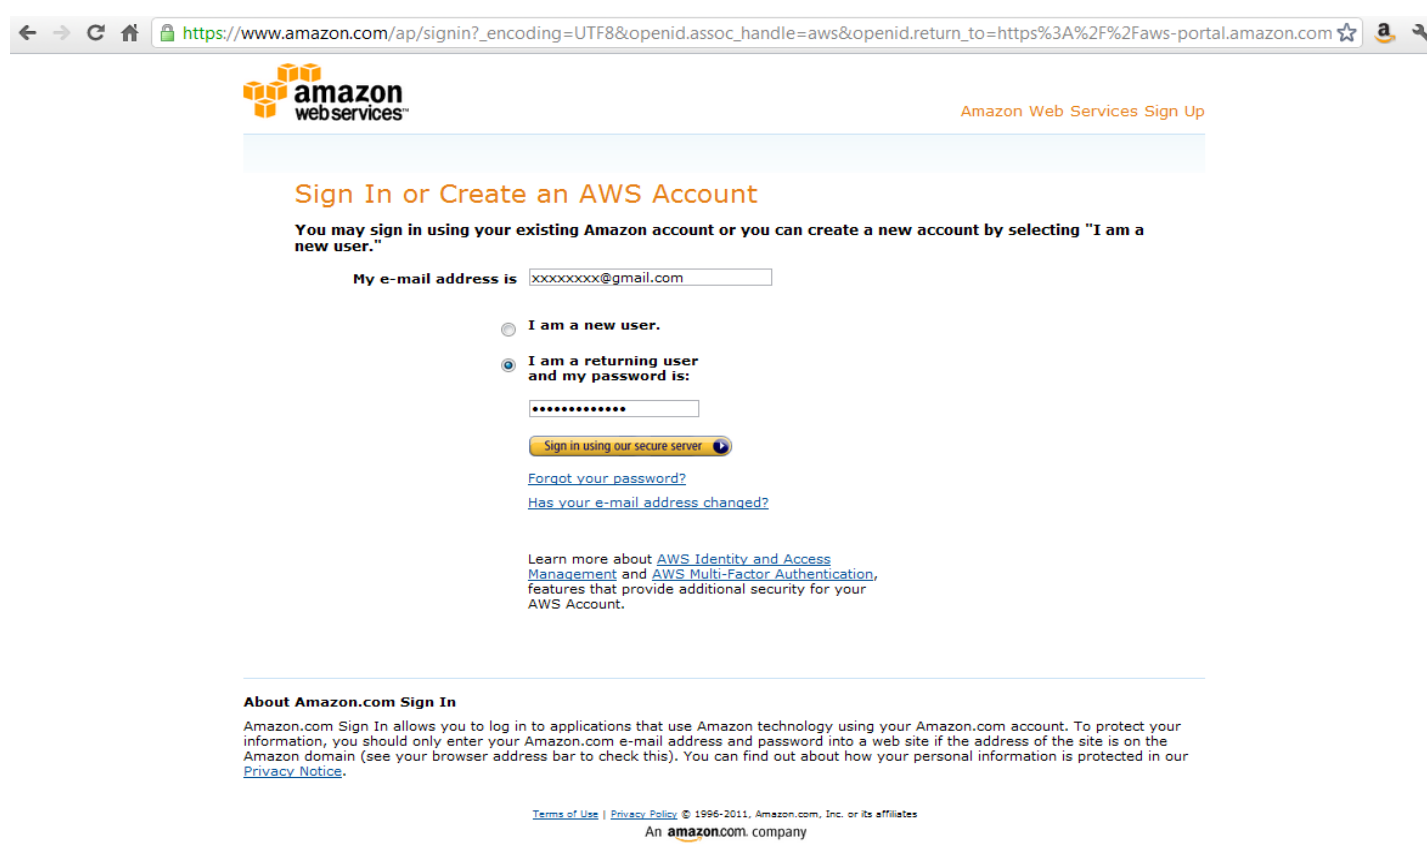 https://www.amazon.com/ap/signin?_encoding=UTF8&openid.assoc_handle=aws&openid.return_to=https%3A%2F%2Faws-portal.amazon.com
a
amazon
webservices™
Amazon Web Services Sign Up
Sign In or Create an AWS Account
You may sign in using your existing Amazon account or you can create a new account by selecting "I am a
new user."
My e-mail address is xxxxxxxx@gmail.com
I am a new user.
I am a returning user
and my password is:
•••••••••••••
Sign in using our secure server
Forgot your password?
Has your e-mail address changed?
Learn more about AWS Identity and Access
Management and AWS Multi-Factor Authentication,
features that provide additional security for your
AWS Account.
About Amazon.com Sign In
Amazon.com Sign In allows you to log in to applications that use Amazon technology using your Amazon.com account. To protect your
information, you should only enter your Amazon.com e-mail address and password into a web site if the address of the site is on the
Amazon domain (see your browser address bar to check this). You can find out about how your personal information is protected in our
Privacy Notice.
Terms of Use | Privacy Policy © 1996-2011, Amazon.com, Inc. or its affiliates
An amazon.com. company